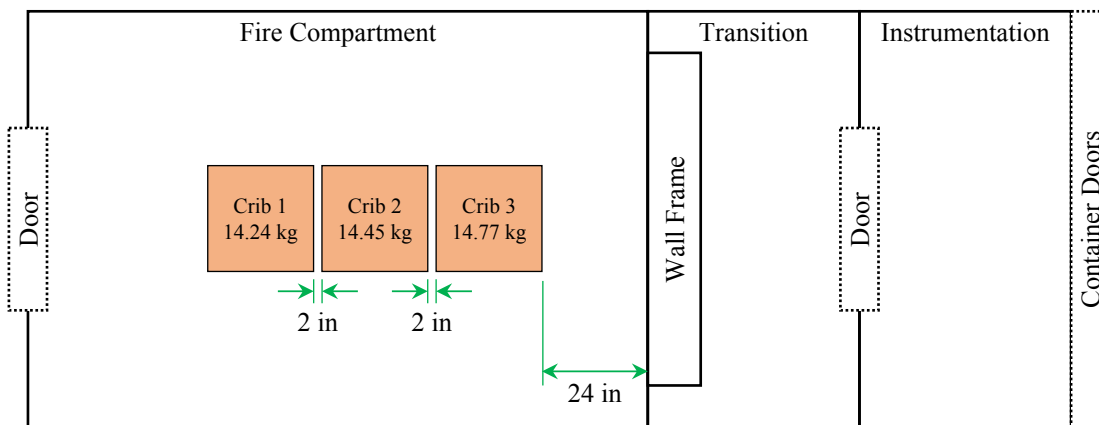 Fire Compartment
Transition
Instrumentation
Door
Crib 1
14.24 kg
Crib 2
14.45 kg
Crib 3
14.77 kg
Wall Frame
Door
Container Doors
2 in
2 in
24 in